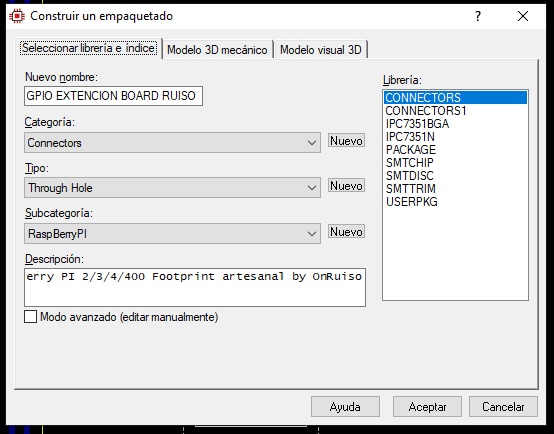 Construir un empaquetado
?
Seleccionar librería e índice
Modelo 3D mecánico
Modelo visual 3D
Nuevo nombre:
GPIO EXTENCION BOARD RUISO
Categoría:
Connectors
Nuevo
Tipo:
Through Hole
Nuevo
Subcategoría:
RaspBerryPI
Nuevo
Descripción:
erry PI 2/3/4/400 Footprint artesanal by OnRuiso
Modo avanzado (editar manualmente)
Librería:
CONNECTORS
CONNECTORS1
IPC7351BGA
IPC7351N
PACKAGE
SMTCHIP
SMTDISC
SMTTRIM
USERPKG
Ayuda
Aceptar
Cancelar